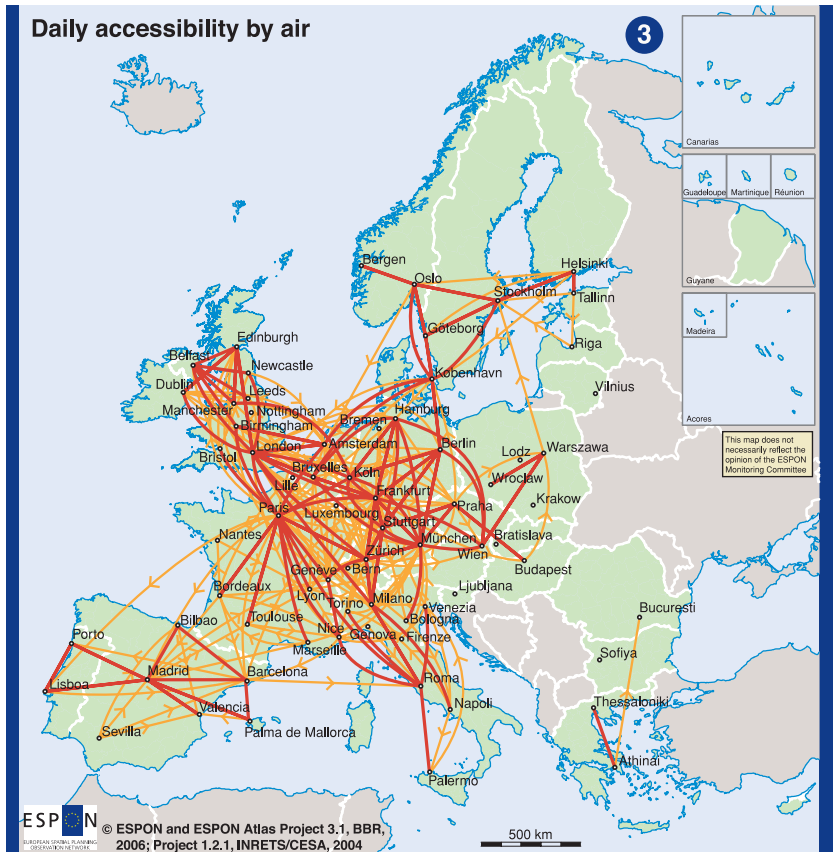 Daily accessibility by air
3
Canarias
Guadeloupe
Martinique
Réunion
Guyane
Madeira
Acores
This map does not
necessarily reflect the
opinion of the ESPON
Monitoring Committee
Bergen
Oslo
Helsinki
Stockholm
Tallinn
Göteborg
Riga
Edinburgh
Belfast
Newcastle
København
Dublin
Leeds
Vilnius
Manchester
Nottingham
Hamburg
Bremen
Birmingham
London
Amsterdam
Berlin
Bristol
Lodz
Warszawa
Bruxelles
Köln
Lille
Wroclaw
Frankfurt
Krakow
Paris
Luxembourg
Praha
Stuttgart
Nantes
München
Bratislava
Wien
Zürich
Budapest
Genève
Bern
Bordeaux
Lyon
Milano
Ljubljana
Torino
Venezia
Bucuresti
Bilbao
Toulouse
Nice
Bologna
Porto
Genova
Firenze
Marseille
Sofiya
Madrid
Barcelona
Roma
Lisboa
Thessaloniki
Valencia
Napoli
Sevilla
Palma de Mallorca
Athinai
Palermo
ESPON
EUROPEAN SPATIAL PLANNING
OBSERVATION NETWORK
© ESPON and ESPON Atlas Project 3.1, BBR,
2006; Project 1.2.1, INRETS/CESA, 2004
500 km